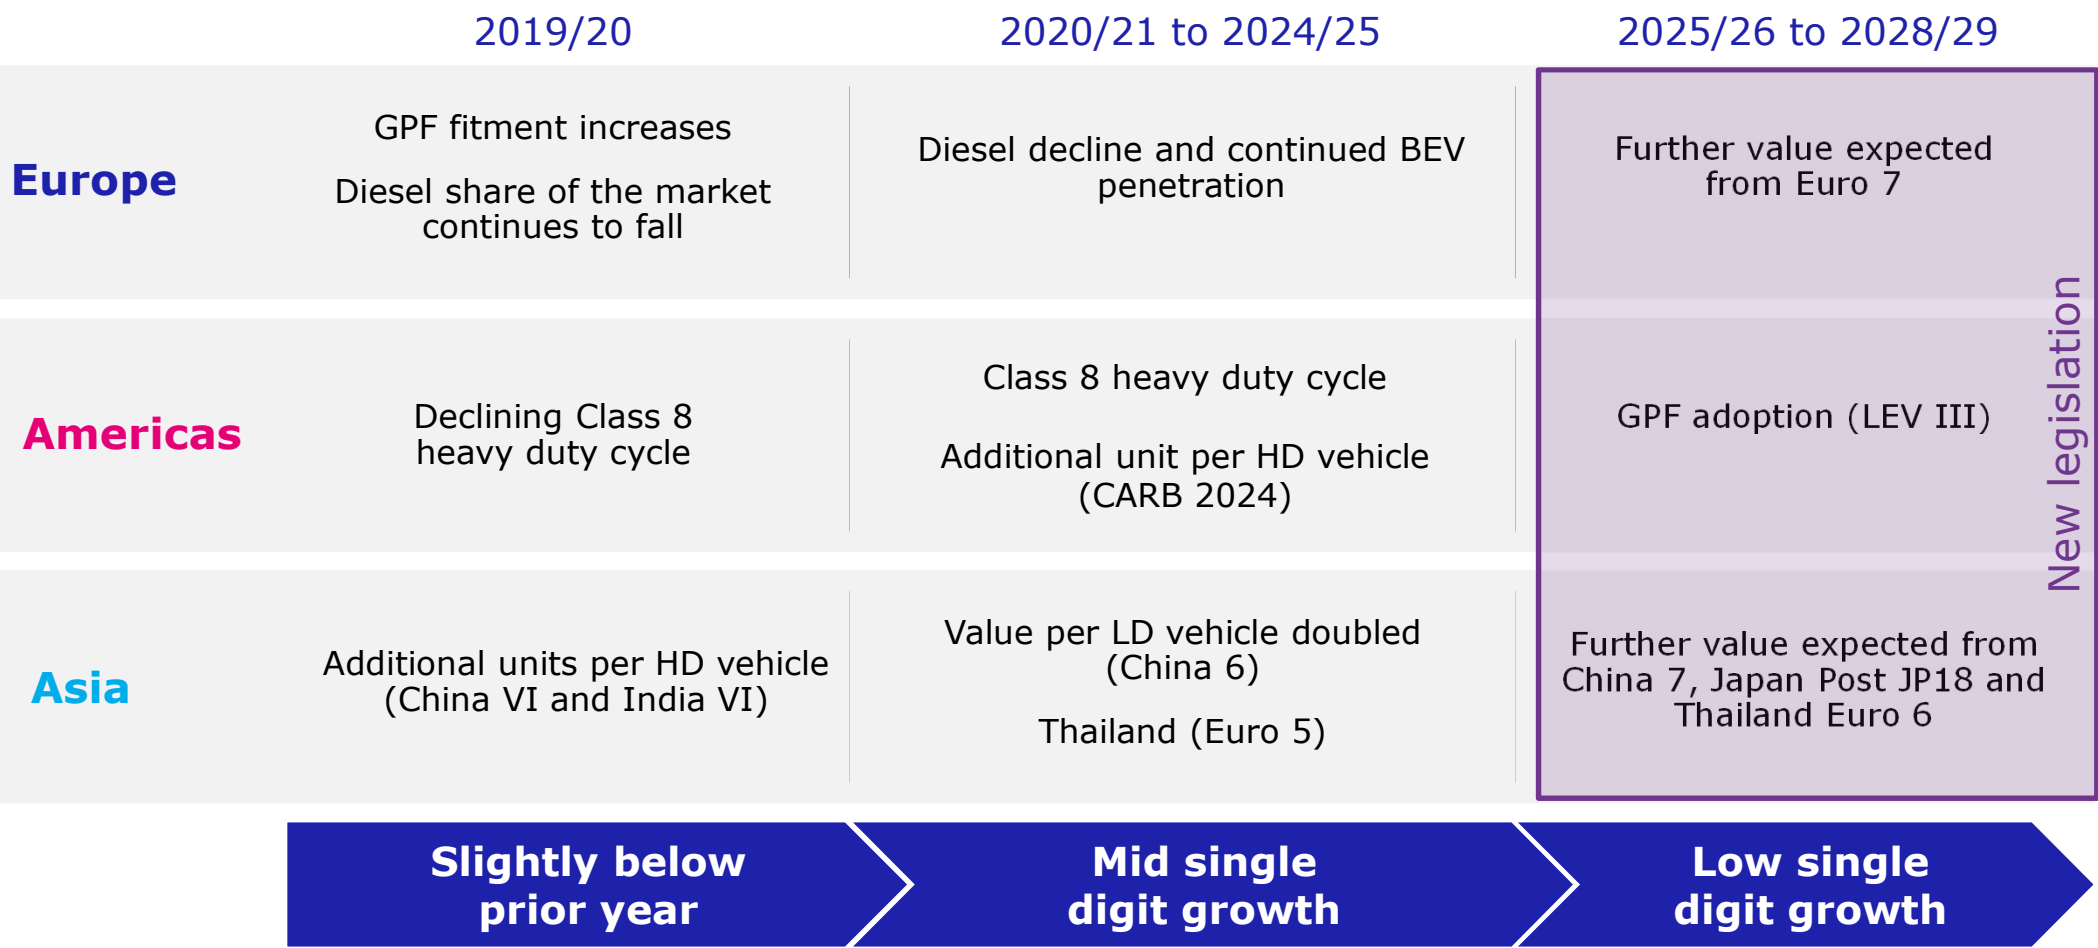 2019/20
2020/21 to 2024/25
2025/26 to 2028/29
Europe
GPF fitment increases
Diesel share of the market
continues to fall
Diesel decline and continued BEV
penetration
Further value expected
from Euro 7
Americas
Declining Class 8
heavy duty cycle
Class 8 heavy duty cycle
Additional unit per HD vehicle
(CARB 2024)
GPF adoption (LEV III)
Asia
Additional units per HD vehicle
(China VI and India VI)
Value per LD vehicle doubled
(China 6)
Thailand (Euro 5)
Further value expected from
China 7, Japan Post JP18 and
Thailand Euro 6
New legislation
Slightly below
prior year
Mid single
digit growth
Low single
digit growth